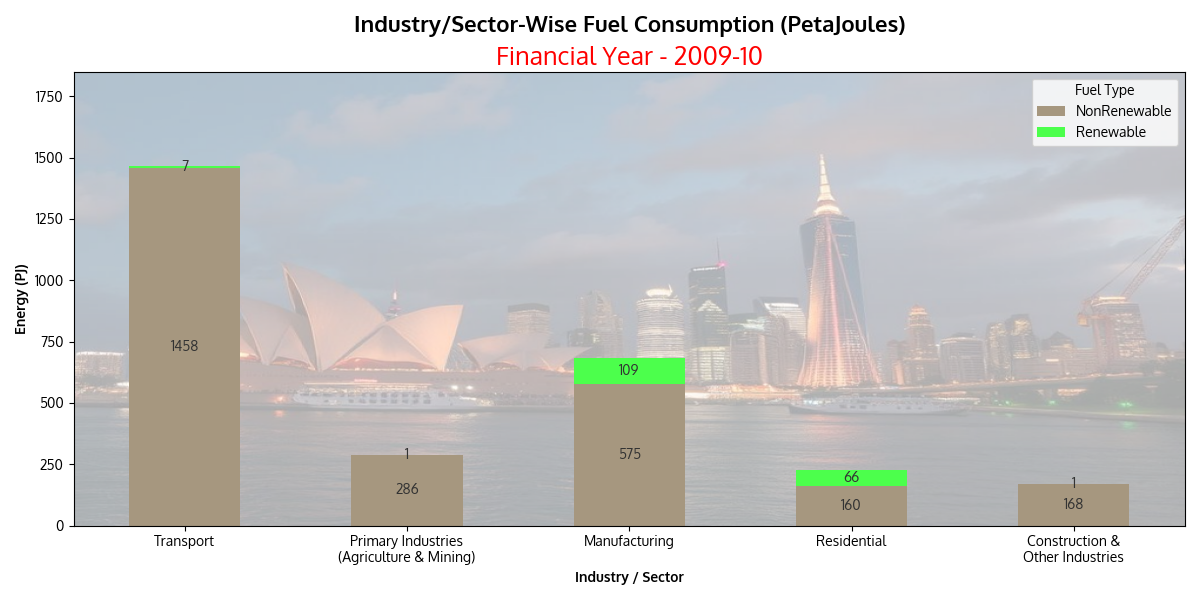 Industry/Sector-Wise Fuel Consumption (PetaJoules)
Financial Year - 2009-10
Fuel Type
NonRenewable
Renewable
Energy (PJ)
1750
1500
1250
1000
750
500
250
0
7
1458
1
286
109
575
66
160
1
168
Transport
Primary Industries
(Agriculture & Mining)
Manufacturing
Residential
Construction &
Other Industries
Industry / Sector